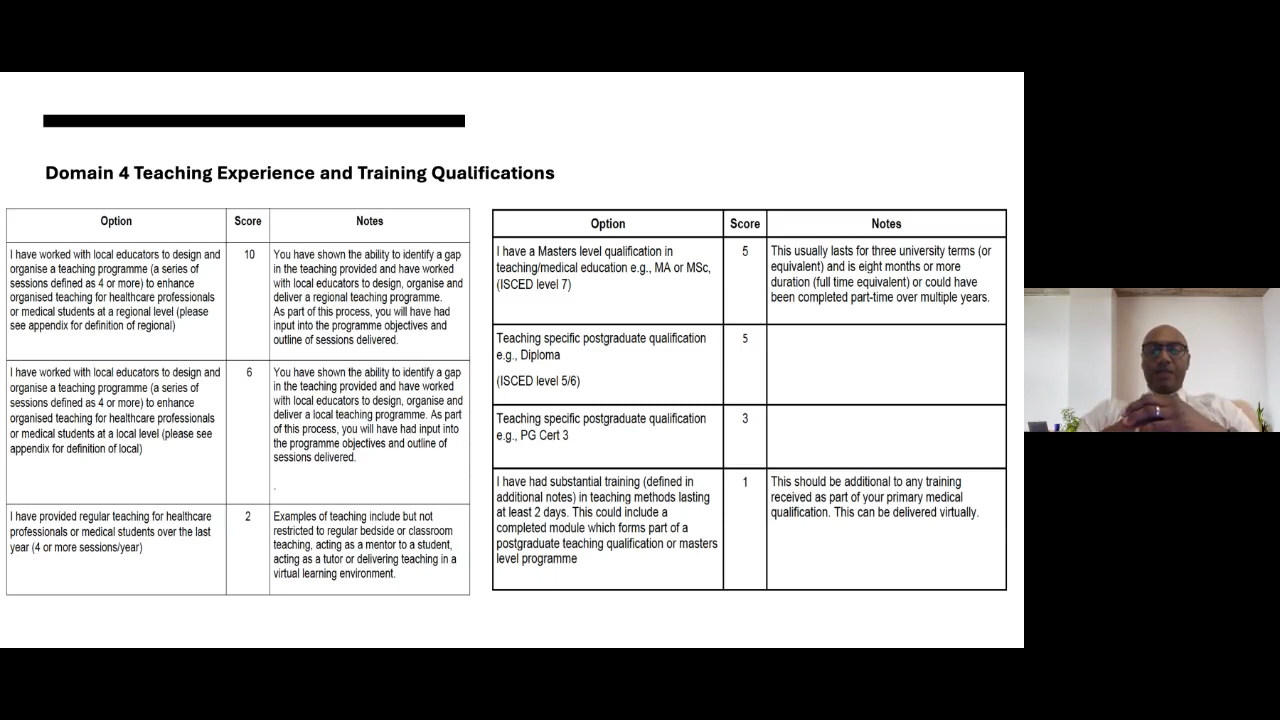 Domain 4 Teaching Experience and Training Qualifications
Option Score Notes
I have worked with local educators to design and
organise a teaching programme (a series of
sessions defined as 4 or more) to enhance
organised teaching for healthcare professionals
or medical students at a regional level (please
see appendix for definition of regional)
10
You have shown the ability to identify a gap
in the teaching provided and have worked
with local educators to design, organise and
deliver a regional teaching programme.
As part of this process, you will have had
input into the programme objectives and
outline of sessions delivered.
I have worked with local educators to design and
organise a teaching programme (a series of
sessions defined as 4 or more) to enhance
organised teaching for healthcare professionals
or medical students at a local level (please see
appendix for definition of local)
6
You have shown the ability to identify a gap
in the teaching provided and have worked
with local educators to design, organise and
deliver a local teaching programme. As part
of this process, you will have had input into
the programme objectives and outline of
sessions delivered.
.
I have provided regular teaching for healthcare
professionals or medical students over the last
year (4 or more sessions/year)
2
Examples of teaching include but not
restricted to regular bedside or classroom
teaching, acting as a mentor to a student,
acting as a tutor or delivering teaching in a
virtual learning environment.
Option Score Notes
I have a Masters level qualification in
teaching/medical education e.g., MA or MSc,
(ISCED level 7)
5
This usually lasts for three university terms (or
equivalent) and is eight months or more
duration (full time equivalent) or could have
been completed part-time over multiple years.
Teaching specific postgraduate qualification
e.g., Diploma
(ISCED level 5/6)
5
Teaching specific postgraduate qualification
e.g., PG Cert 3
3
I have had substantial training (defined in
additional notes) in teaching methods lasting
at least 2 days. This could include a
completed module which forms part of a
postgraduate teaching qualification or masters
level programme
1
This should be additional to any training
received as part of your primary medical
qualification. This can be delivered virtually.